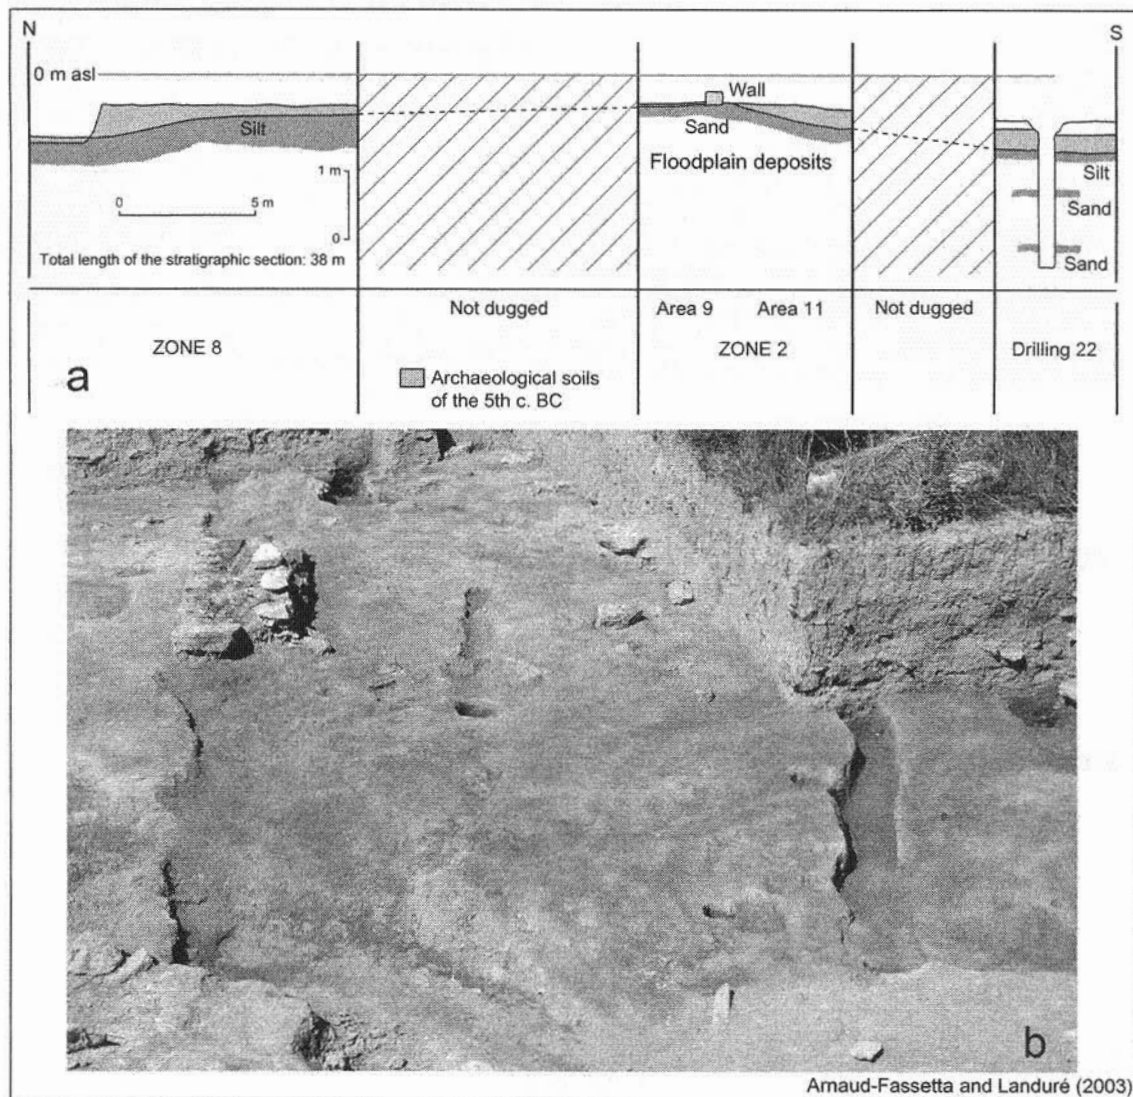 N
S
0 m asl
Wall
Silt
Sand
Floodplain deposits
1 m
0
5 m
0
Silt
Sand
Sand
Total length of the stratigraphic section: 38 m
Not dugged
Area 9
Area 11
Not dugged
ZONE 8
ZONE 2
Drilling 22
a
Archaeological soils
of the 5th c. BC
b
Arnaud-Fassetta and Landuré (2003)